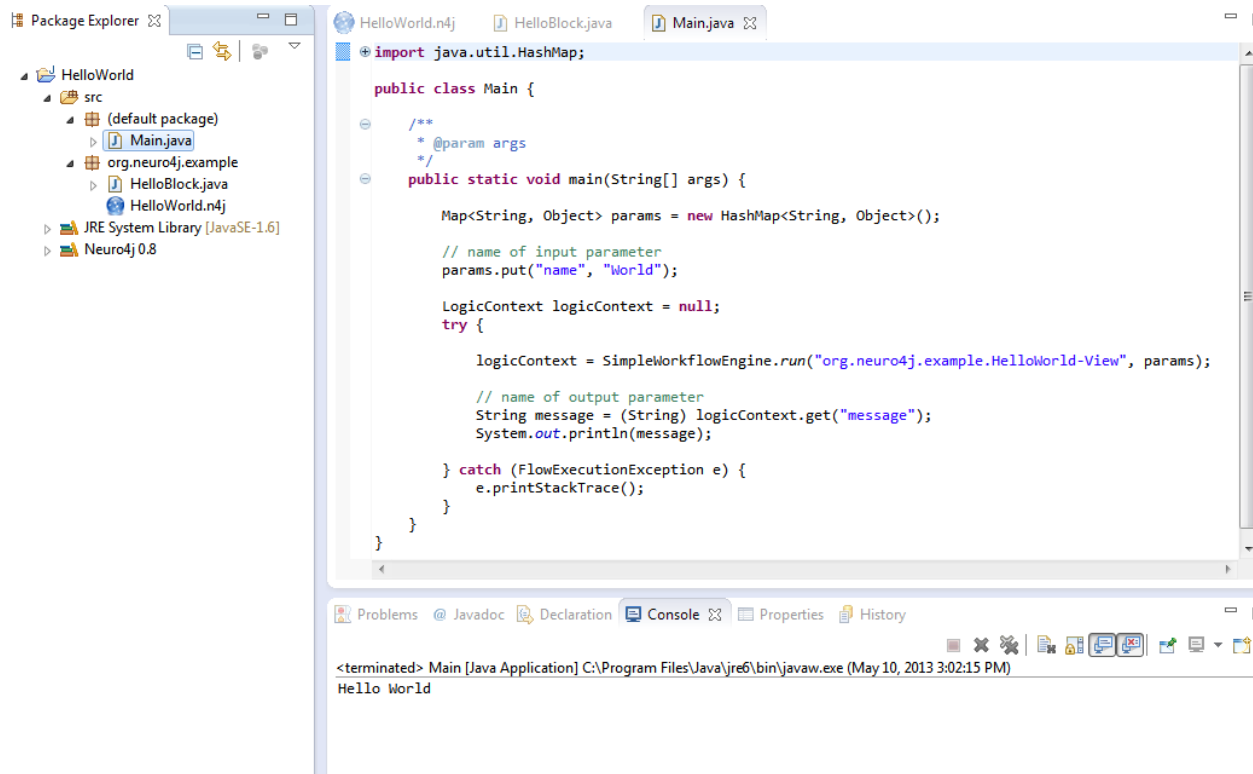 Package Explorer
HelloWorld
src
(default package)
Main.java
org.neuro4j.example
HelloBlock.java
HelloWorld.n4j
JRE System Library [JavaSE-1.6]
Neuro4j 0.8
HelloWorld.n4j HelloBlock.java Main.java
import java.util.HashMap;
public class Main {
/**
* @param args
*/
public static void main(String[] args) {
Map<String, Object> params = new HashMap<String, Object>();
// name of input parameter
params.put("name", "World");
LogicContext logicContext = null;
try {
logicContext = SimpleWorkflowEngine.run("org.neuro4j.example.HelloWorld-View", params);
// name of output parameter
String message = (String) logicContext.get("message");
System.out.println(message);
} catch (FlowExecutionException e) {
e.printStackTrace();
}
}
}
Problems @ Javadoc Declaration Console Properties History
<terminated> Main [Java Application] C:\Program Files\Java\jre6\bin\javaw.exe (May 10, 2013 3:02:15 PM)
Hello World